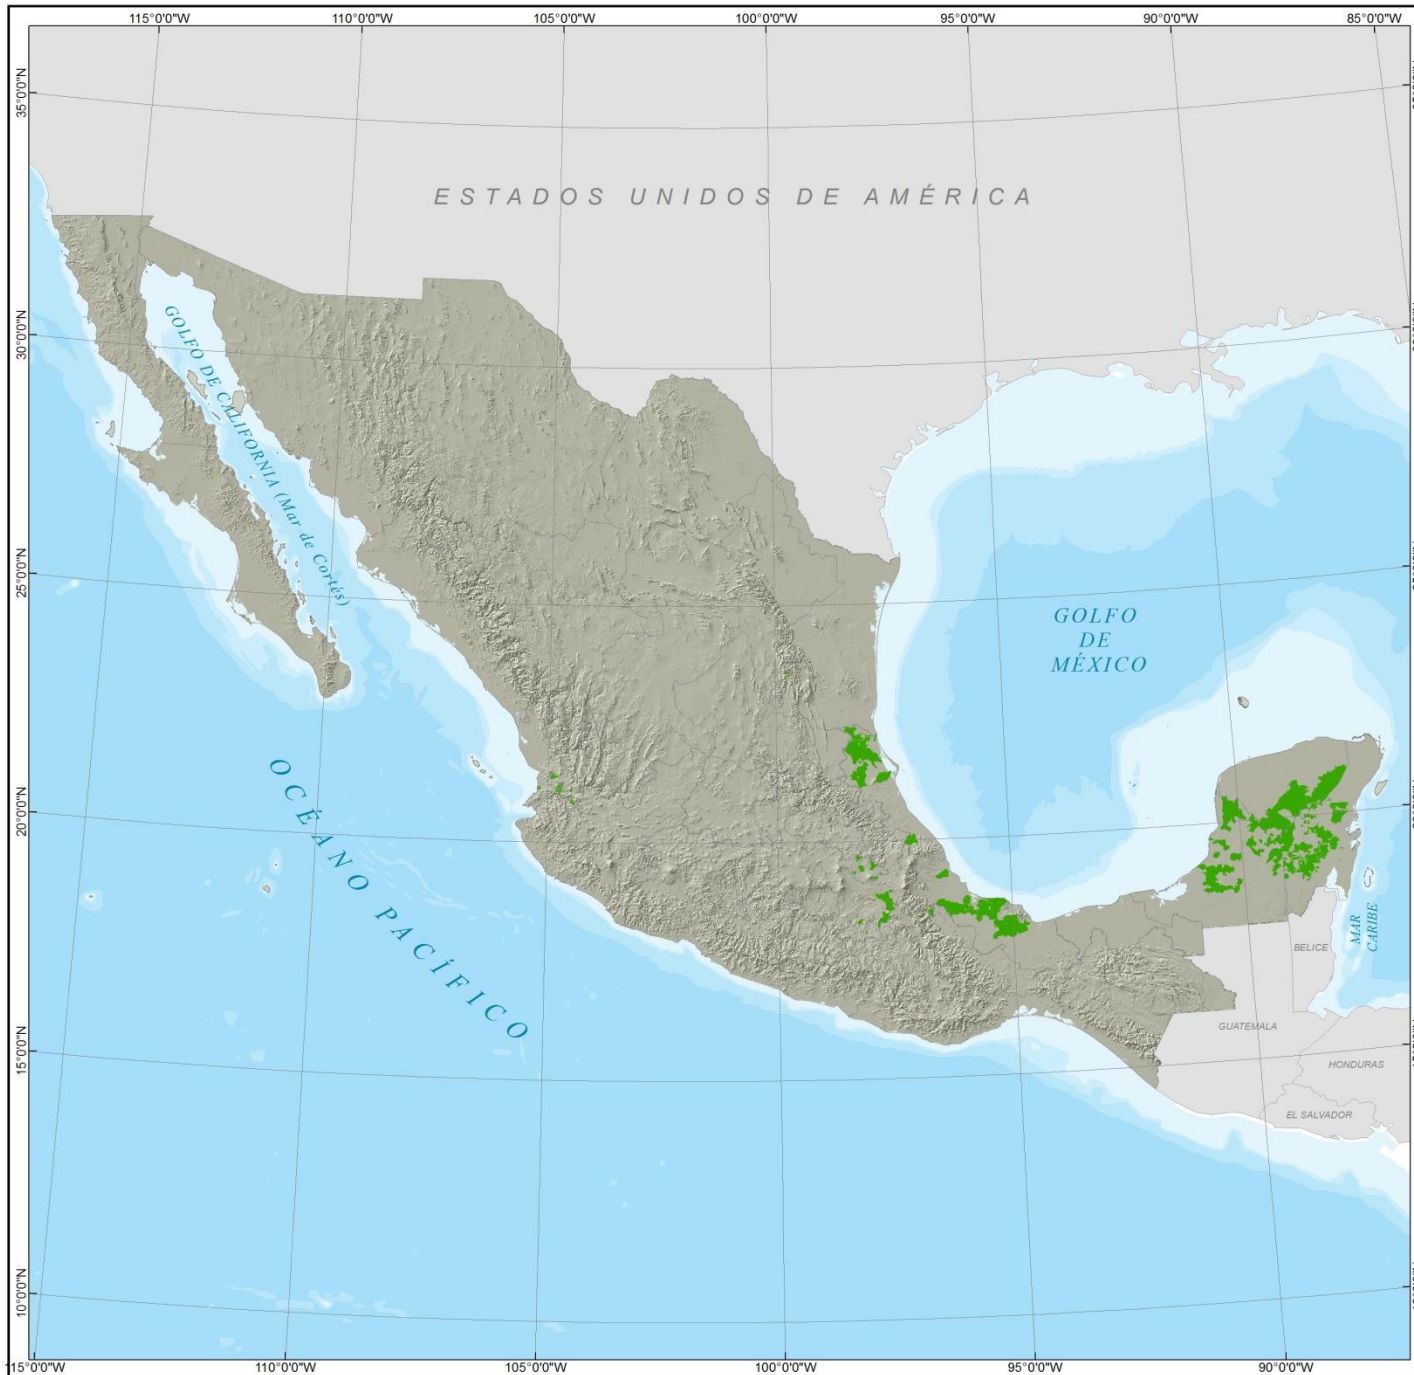 115°0'0"W
110°0'0"W
105°0'0"W
100°0'0"W
95°0'0"W
90°0'0"W
85°0'0"W
35°0'0"N
ESTADOS UNIDOS DE AMÉRICA
30°0'0"N
GOLFO DE CALIFORNIA (Mar de Cortés)
25°0'0"N
GOLFO
DE
MÉXICO
20°0'0"N
OCÉANO PACÍFICO
MAR
CARIBE
BELICE
15°0'0"N
GUATEMALA
HONDURAS
EL SALVADOR
10°0'0"N
115°0'0"W
110°0'0"W
105°0'0"W
100°0'0"W
95°0'0"W
90°0'0"W